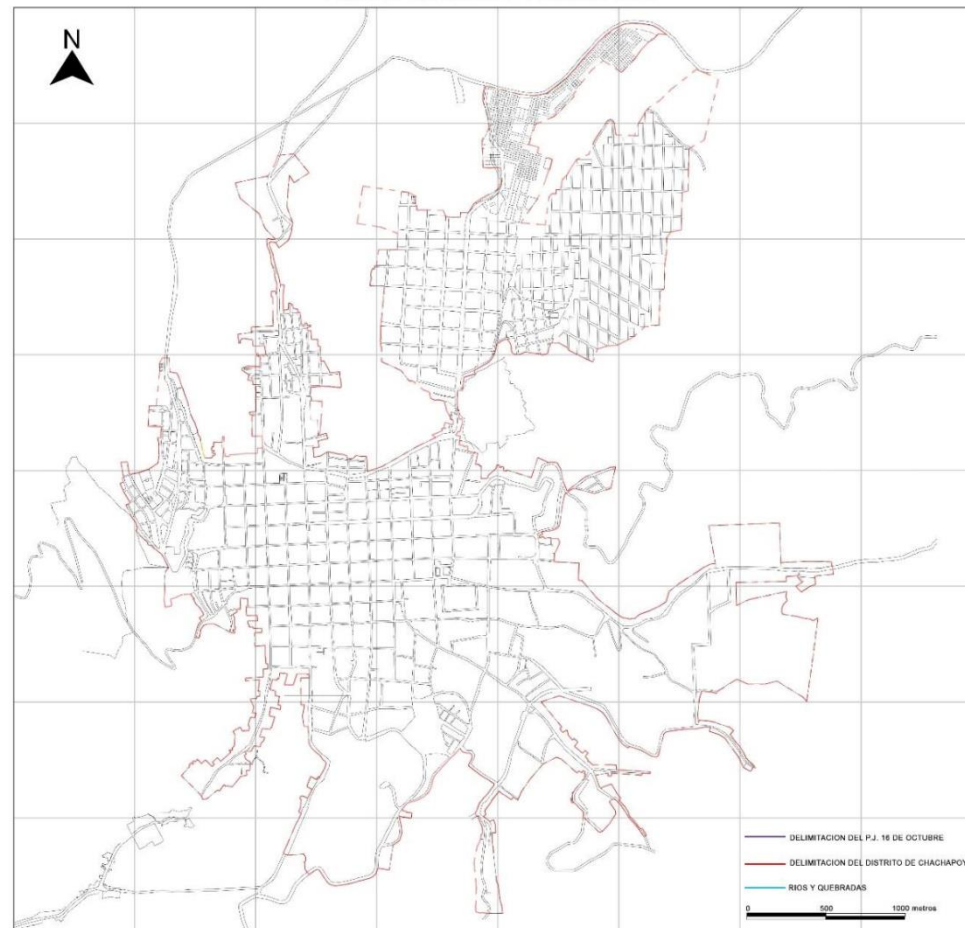 N
DELIMITACION DEL P.J. 16 DE OCTUBRE
DELIMITACION DEL DISTRITO DE CHACHAPOY
RIOS Y QUEBRADAS
0 500 1000 metros